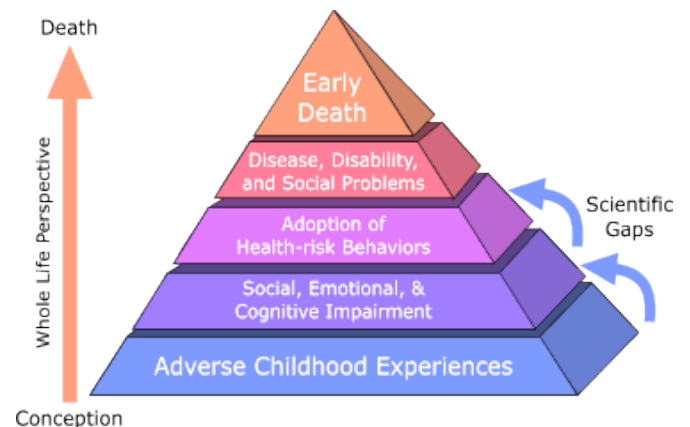 Death
Whole Life Perspective
Conception
Early
Death
Disease, Disability,
and Social Problems
Adoption of
Health-risk Behaviors
Social, Emotional, &
Cognitive Impairment
Adverse Childhood Experiences
Scientific
Gaps